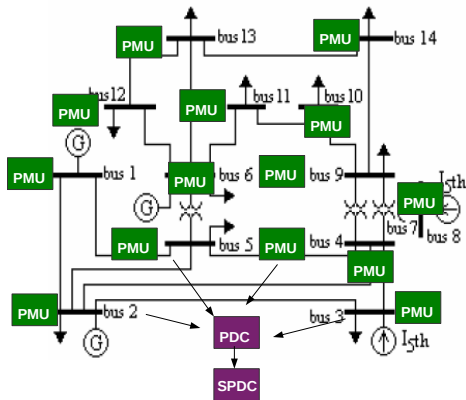 PMU
bus 13
PMU
bus 14
bus 12
PMU
PMU
bus 11
bus 10
PMU
G
PMU
bus 1
PMU
bus 6
PMU
bus 9
I5th
PMU
G
bus 7
bus 8
PMU
bus 5
PMU
bus 4
PMU
PMU
bus 2
G
PDC
bus 3
PMU
I5th
SPDC